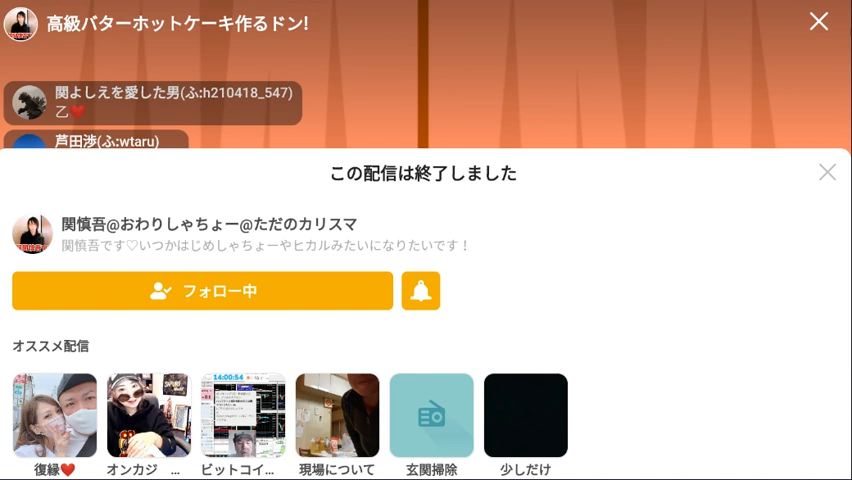 高級バターホットケーキ作るドン!
関よしえを愛した男(ふ:h210418_547)
乙❤️
芦田渉(ふ:wtaru)
この配信は終了しました
関慎吾@おわりしゃちょー@ただのカリスマ
関慎吾です♡いつかはじめしゃちょーやヒカルみたいになりたいです！
フォロー中
オススメ配信
14:00:54
復縁❤️
オンカジ ...
ビットコイ...
現場について
玄関掃除
少しだけ